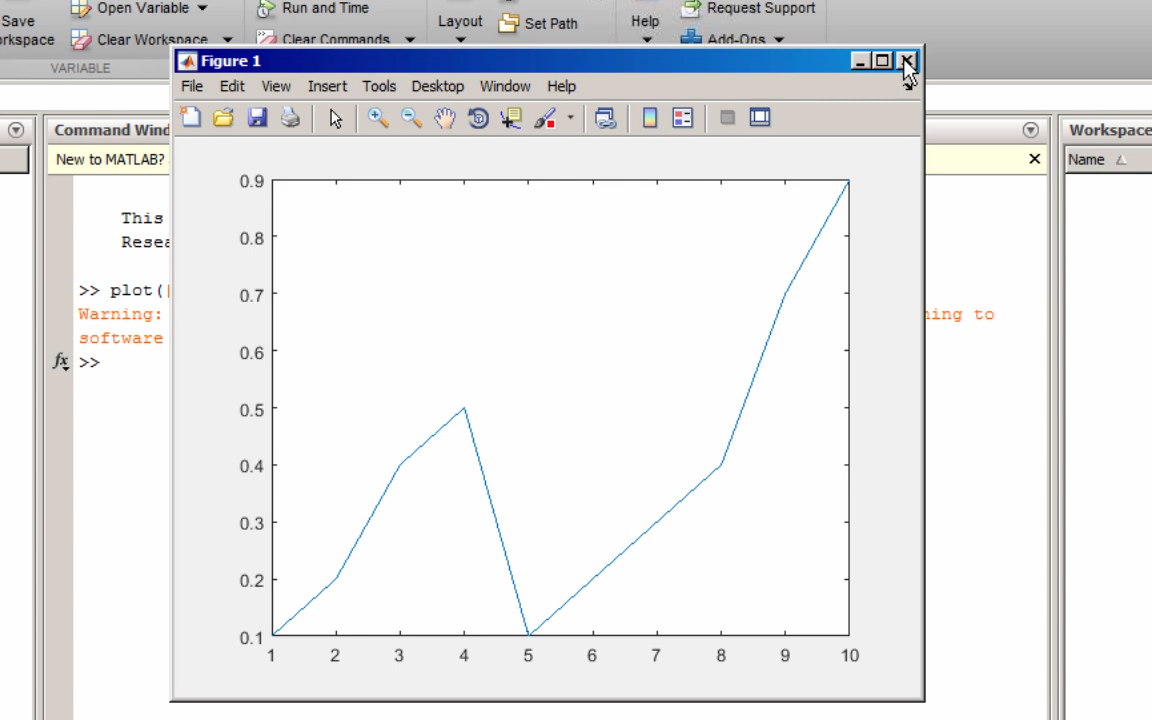 Save
Open Variable
Run and Time
Layout
Set Path
Help
Request Support
rkspace
Clear Workspace
Clear Commands
Add-Ons
VARIABLE
Figure 1
File Edit View Insert Tools Desktop Window Help
Command Wind
Workspace
New to MATLAB?
Name
This
Resea
>> plot(
Warning:
ning to
software
fx >>
0.9
0.8
0.7
0.6
0.5
0.4
0.3
0.2
0.1
1 2 3 4 5 6 7 8 9 10